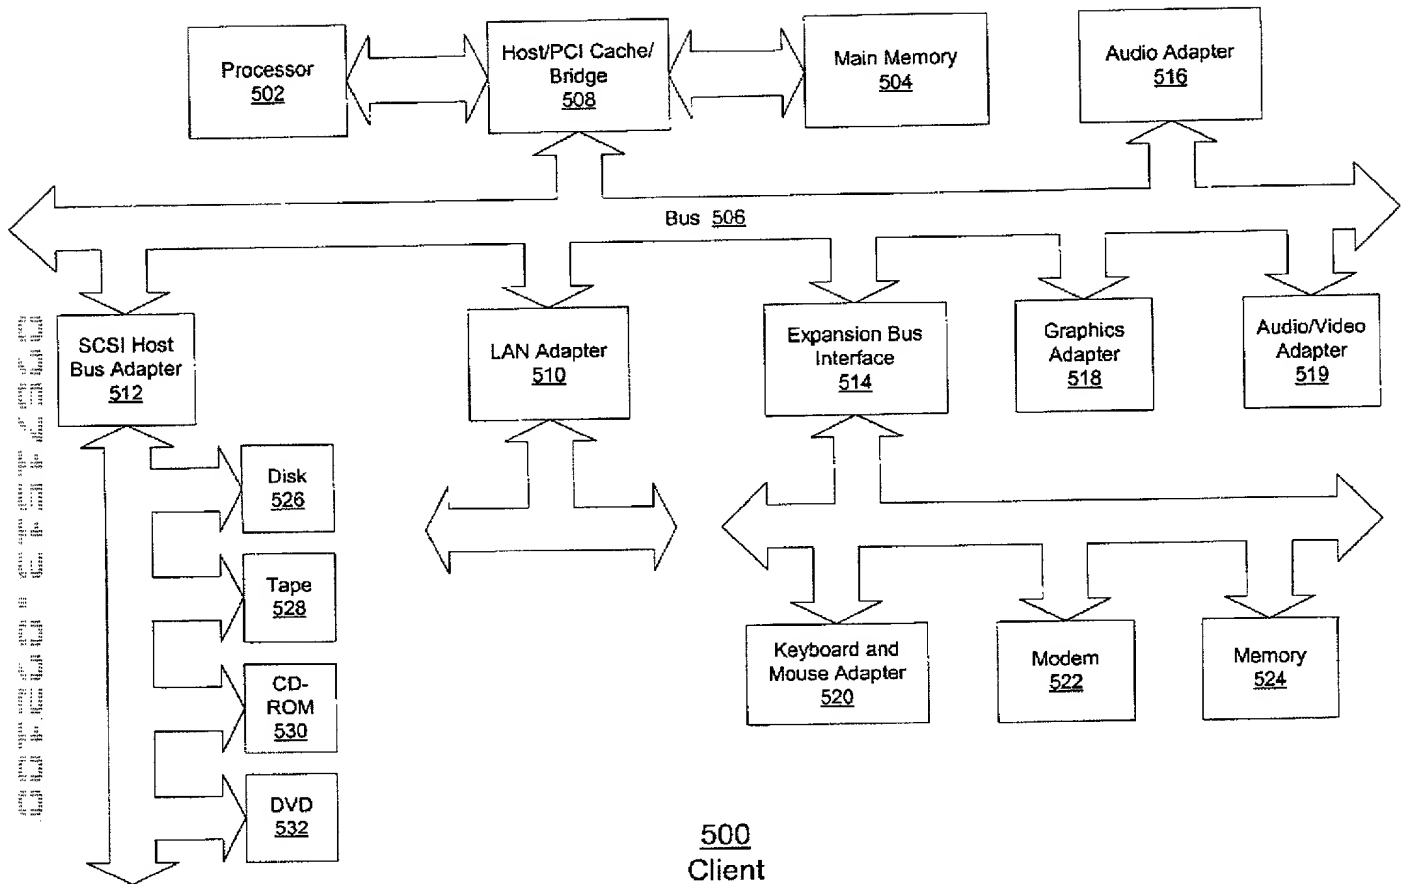 Processor
502
Host/PCI Cache/
Bridge
508
Main Memory
504
Audio Adapter
516
Bus 506
SCSI Host
Bus Adapter
512
LAN Adapter
510
Expansion Bus
Interface
514
Graphics
Adapter
518
Audio/Video
Adapter
519
Disk
526
Tape
528
CD-
ROM
530
DVD
532
Keyboard and
Mouse Adapter
520
Modem
522
Memory
524
500
Client